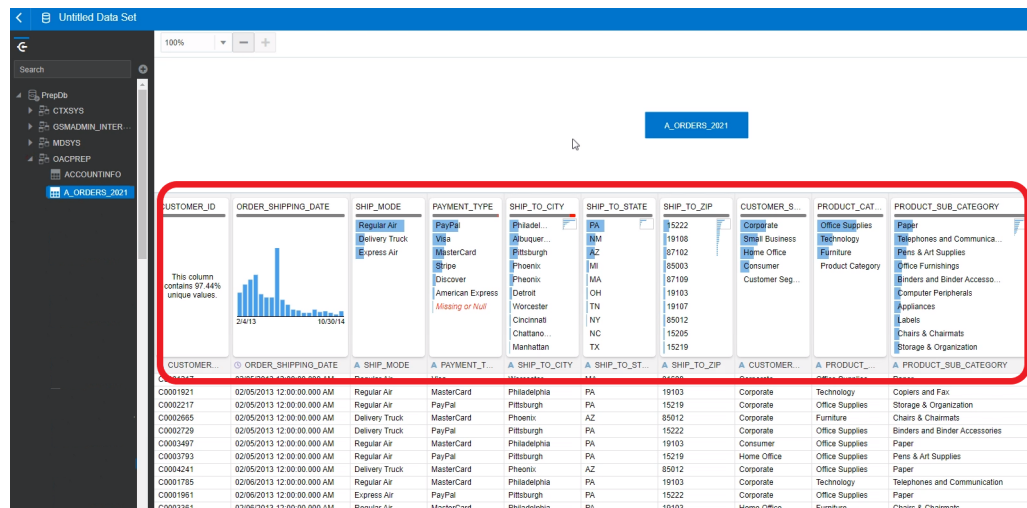 Untitled Data Set
100%
Search
PrepDb
CTXSYS
GSMADMIN_INTER...
MDSYS
OACPREP
ACCOUNTINFO
A_ORDERS_2021
A_ORDERS_2021
CUSTOMER_ID ORDER_SHIPPING_DATE SHIP_MODE PAYMENT_TYPE SHIP_TO_CITY SHIP_TO_STATE SHIP_TO_ZIP CUSTOMER_S... PRODUCT_CAT... PRODUCT_SUB_CATEGORY
This column
contains 97.44%
unique values.
2/4/13 10/30/14
Regular Air
Delivery Truck
Express Air
PayPal
Visa
MasterCard
Stripe
Discover
American Express
Missing or Null
Philadel...
Albuquer...
Pittsburgh
Phoenix
Pheonix
Detroit
Worcester
Cincinnati
Chattano...
Manhattan
PA
NM
AZ
MI
MA
OH
TN
NY
NC
TX
15222
19108
87102
85003
87109
19103
19107
85012
15205
15219
Corporate
Small Business
Home Office
Consumer
Customer Seg...
Office Supplies
Technology
Furniture
Product Category
Paper
Telephones and Communica...
Pens & Art Supplies
Office Furnishings
Binders and Binder Accesso...
Computer Peripherals
Appliances
Labels
Chairs & Chairmats
Storage & Organization
CUSTOMER... ORDER_SHIPPING_DATE A SHIP_MODE A PAYMENT_T... A SHIP_TO_CITY A SHIP_TO_ST... A SHIP_TO_ZIP A CUSTOMER... A PRODUCT_... A PRODUCT_SUB_CATEGORY
C0001921 02/05/2013 12:00:00.000 AM Regular Air MasterCard Philadelphia PA 19103 Corporate Technology Copiers and Fax
C0002217 02/05/2013 12:00:00.000 AM Regular Air PayPal Pittsburgh PA 15219 Corporate Office Supplies Storage & Organization
C0002665 02/05/2013 12:00:00.000 AM Delivery Truck MasterCard Phoenix AZ 85012 Corporate Furniture Chairs & Chairmats
C0002729 02/05/2013 12:00:00.000 AM Delivery Truck PayPal Pittsburgh PA 15222 Corporate Office Supplies Binders and Binder Accessories
C0003497 02/05/2013 12:00:00.000 AM Regular Air MasterCard Philadelphia PA 19103 Consumer Office Supplies Paper
C0003793 02/05/2013 12:00:00.000 AM Regular Air PayPal Pittsburgh PA 15219 Home Office Office Supplies Pens & Art Supplies
C0004241 02/05/2013 12:00:00.000 AM Delivery Truck MasterCard Pheonix AZ 85012 Corporate Office Supplies Paper
C0001785 02/06/2013 12:00:00.000 AM Regular Air MasterCard Philadelphia PA 19103 Corporate Technology Telephones and Communication
C0001961 02/06/2013 12:00:00.000 AM Express Air PayPal Pittsburgh PA 15222 Corporate Office Supplies Paper